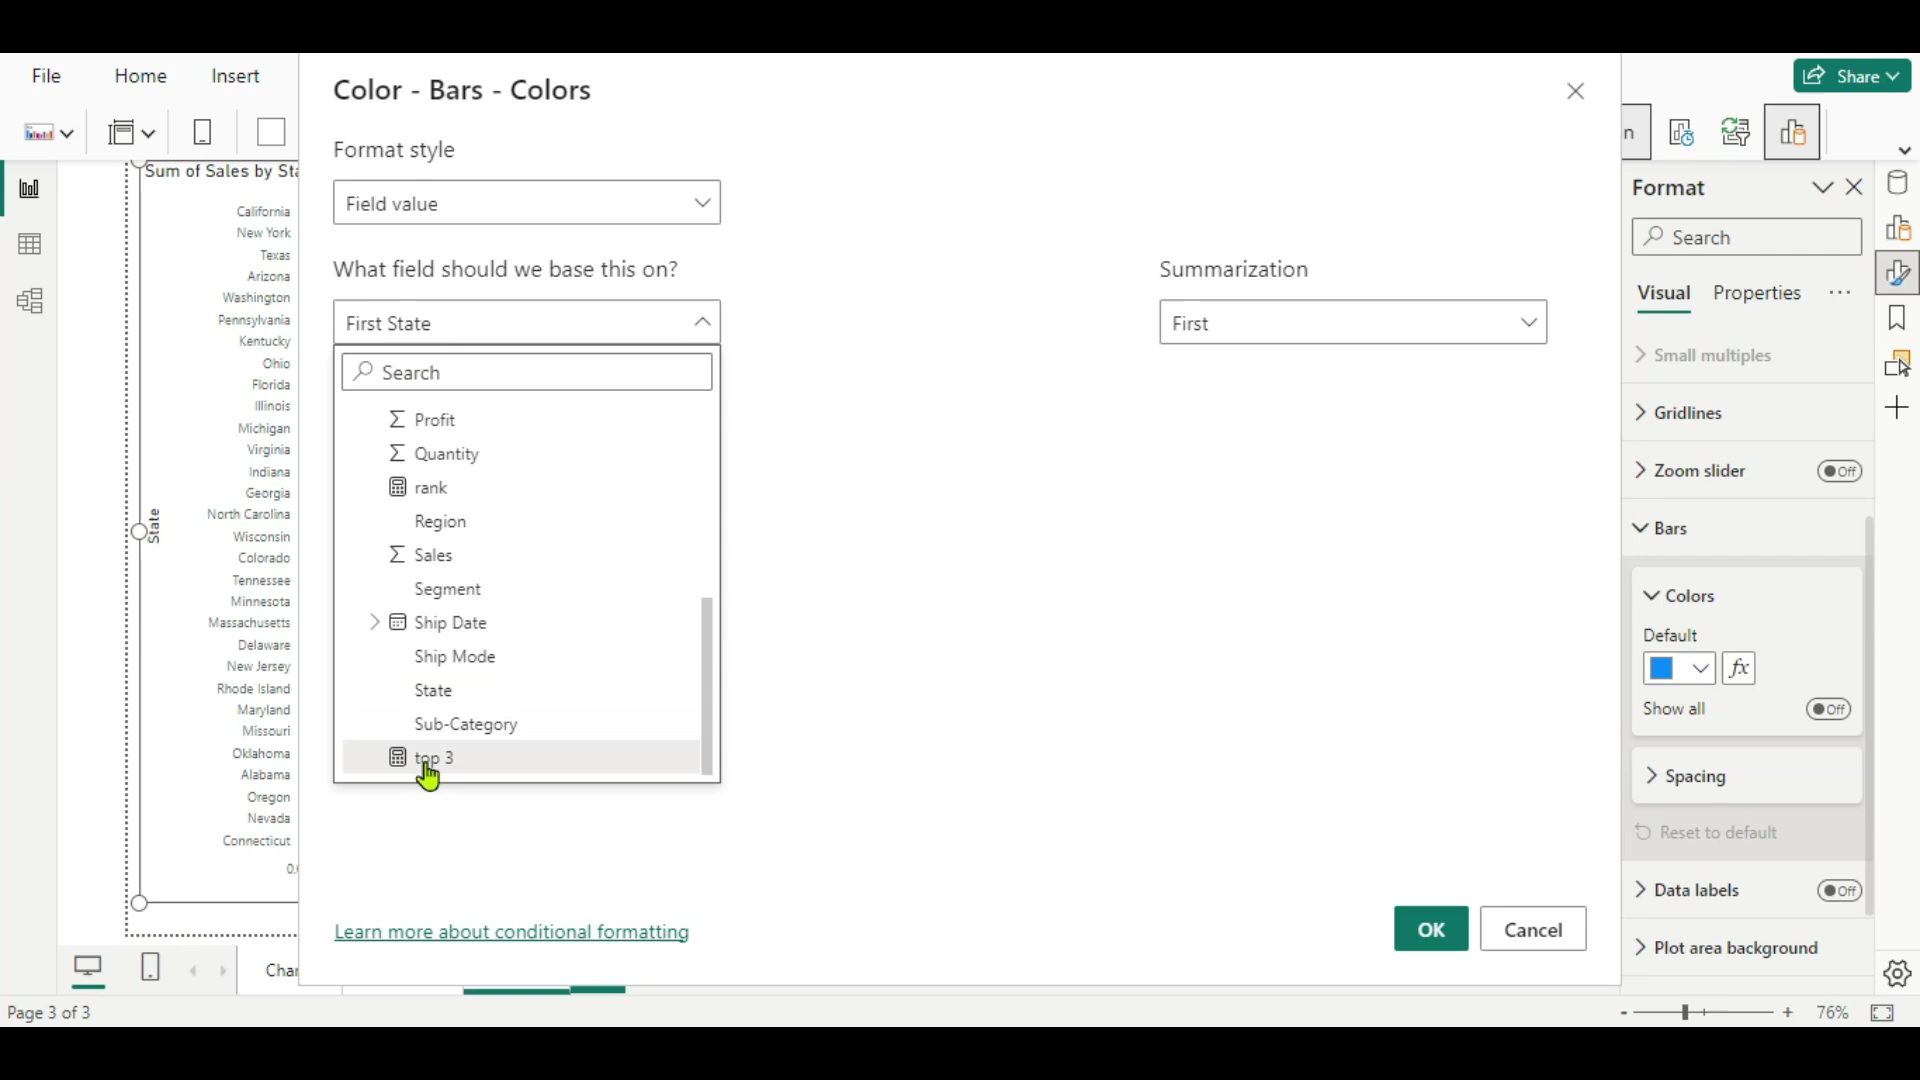 File Home Insert
Share
Color - Bars - Colors
Format style
Field value
What field should we base this on?
Summarization
First State
First
Search
Profit
Quantity
rank
Region
Sales
Segment
Ship Date
Ship Mode
State
Sub-Category
top 3
Learn more about conditional formatting
OK
Cancel
Sum of Sales by Sta
California
New York
Texas
Arizona
Washington
Pennsylvania
Kentucky
Ohio
Florida
Illinois
Michigan
Virginia
Indiana
Georgia
North Carolina
Wisconsin
Colorado
Tennessee
Minnesota
Massachusetts
Delaware
New Jersey
Rhode Island
Maryland
Missouri
Oklahoma
Alabama
Oregon
Nevada
Connecticut
State
Char
n
Format
Search
Visual Properties ...
Small multiples
Gridlines
Zoom slider Off
Bars
Colors
Default
fx
Show all Off
Spacing
Reset to default
Data labels Off
Plot area background
Page 3 of 3
- + 76%